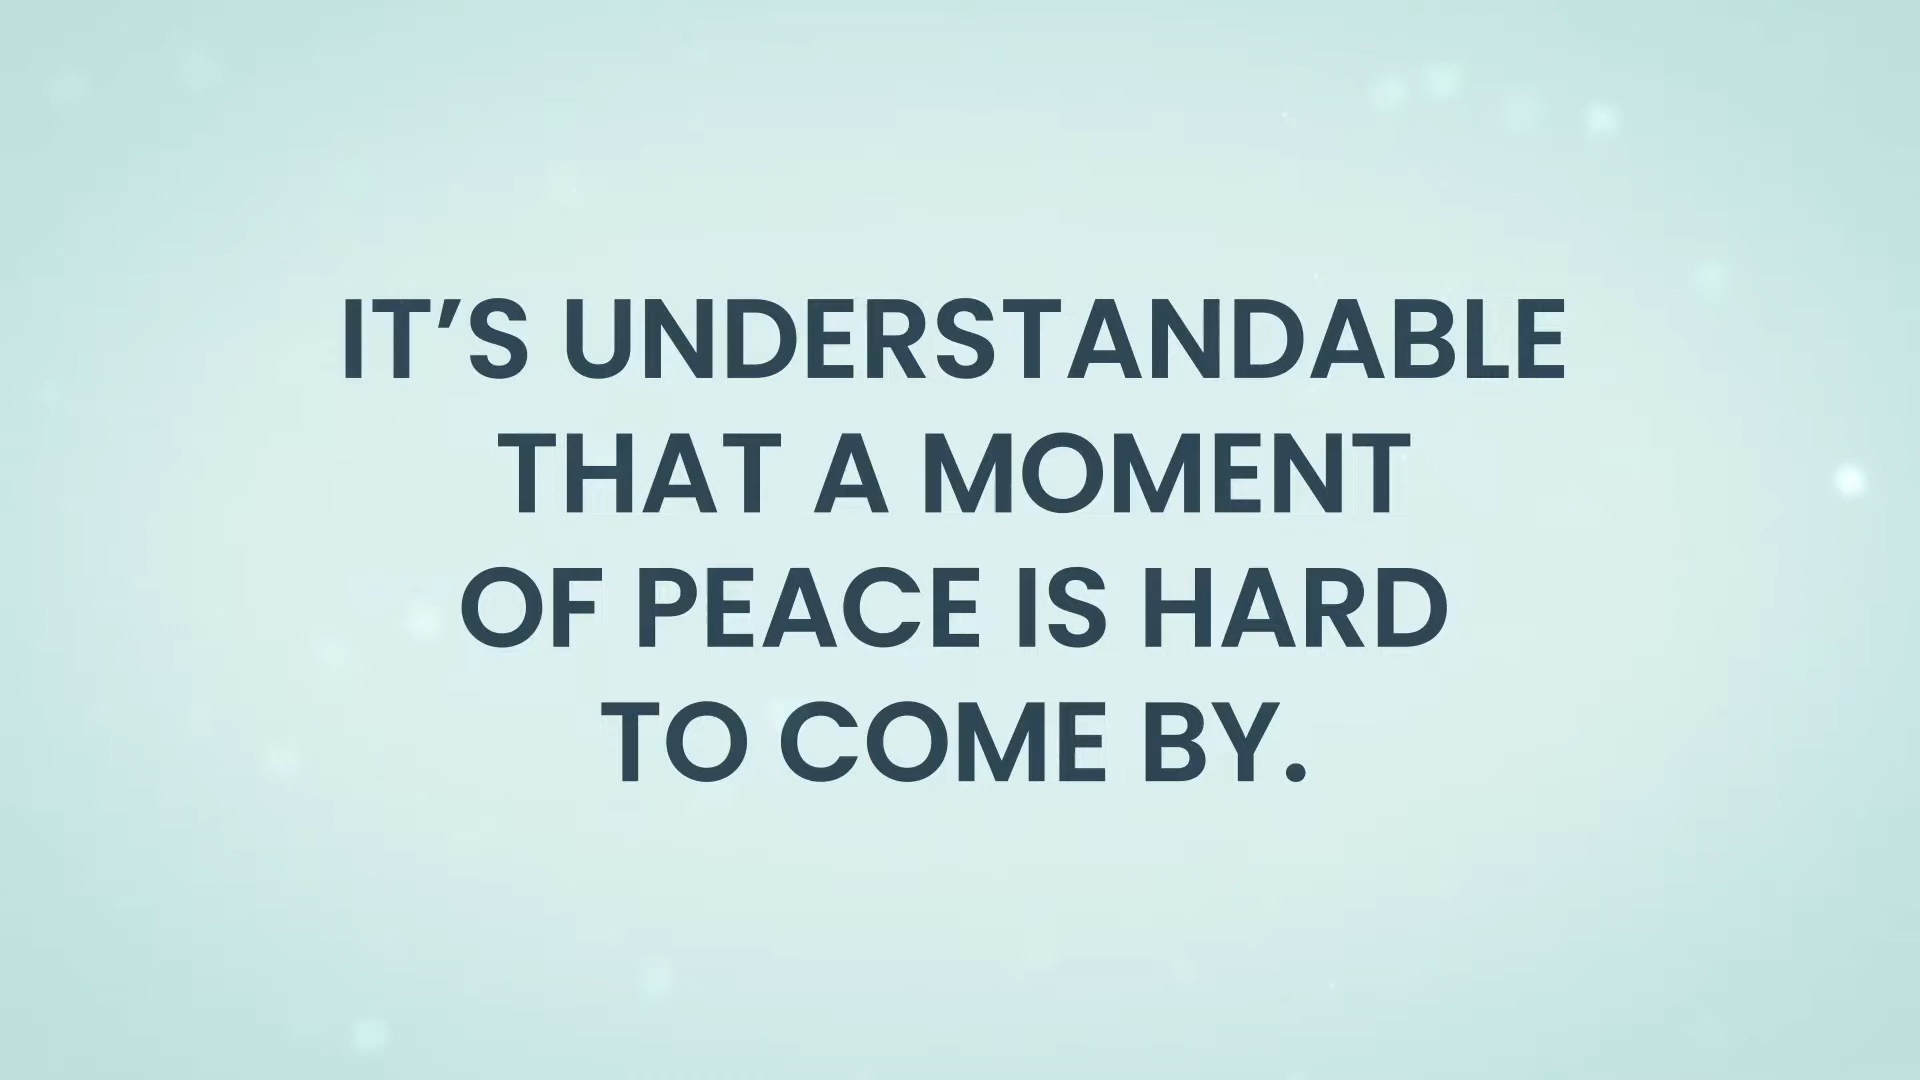 IT’S UNDERSTANDABLE
THAT A MOMENT
OF PEACE IS HARD
TO COME BY.